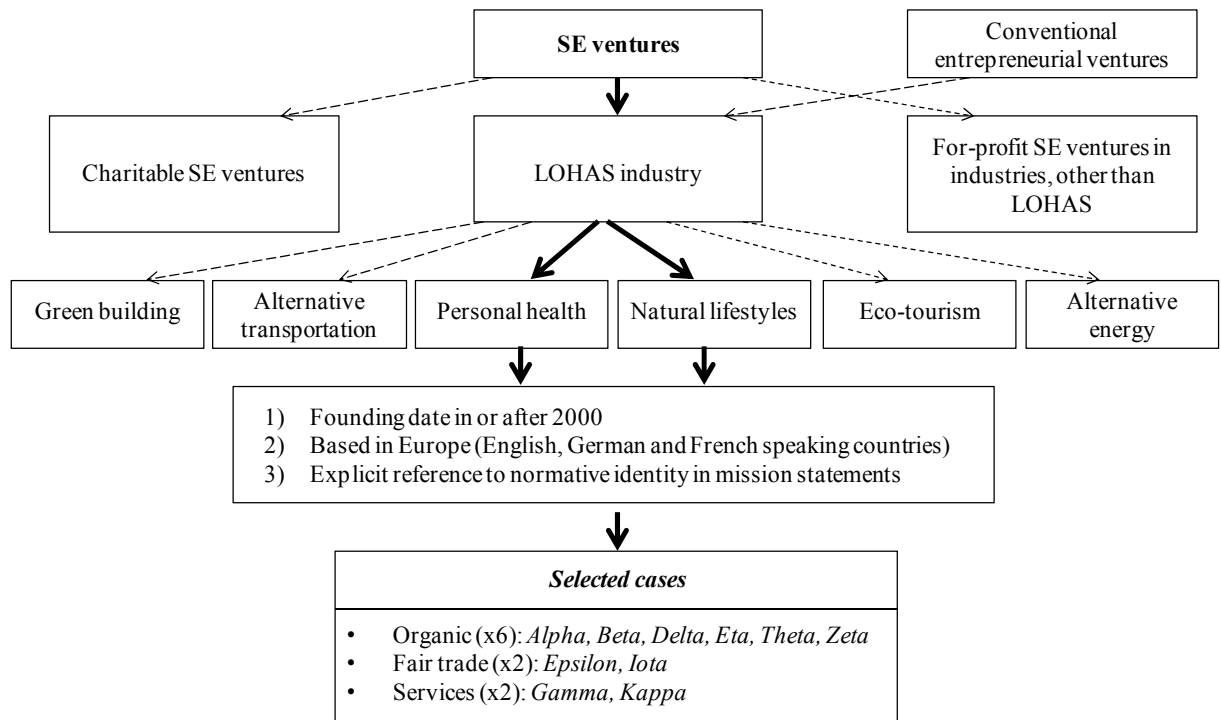 SE ventures
Conventional
entrepreneurial ventures
Charitable SE ventures
LOHAS industry
For-profit SE ventures in
industries, other than
LOHAS
Green building
Alternative
transportation
Personal health
Natural lifestyles
Eco-tourism
Alternative
energy
1) Founding date in or after 2000
2) Based in Europe (English, German and French speaking countries)
3) Explicit reference to normative identity in mission statements
Selected cases
• Organic (x6): Alpha, Beta, Delta, Eta, Theta, Zeta
• Fair trade (x2): Epsilon, Iota
• Services (x2): Gamma, Kappa